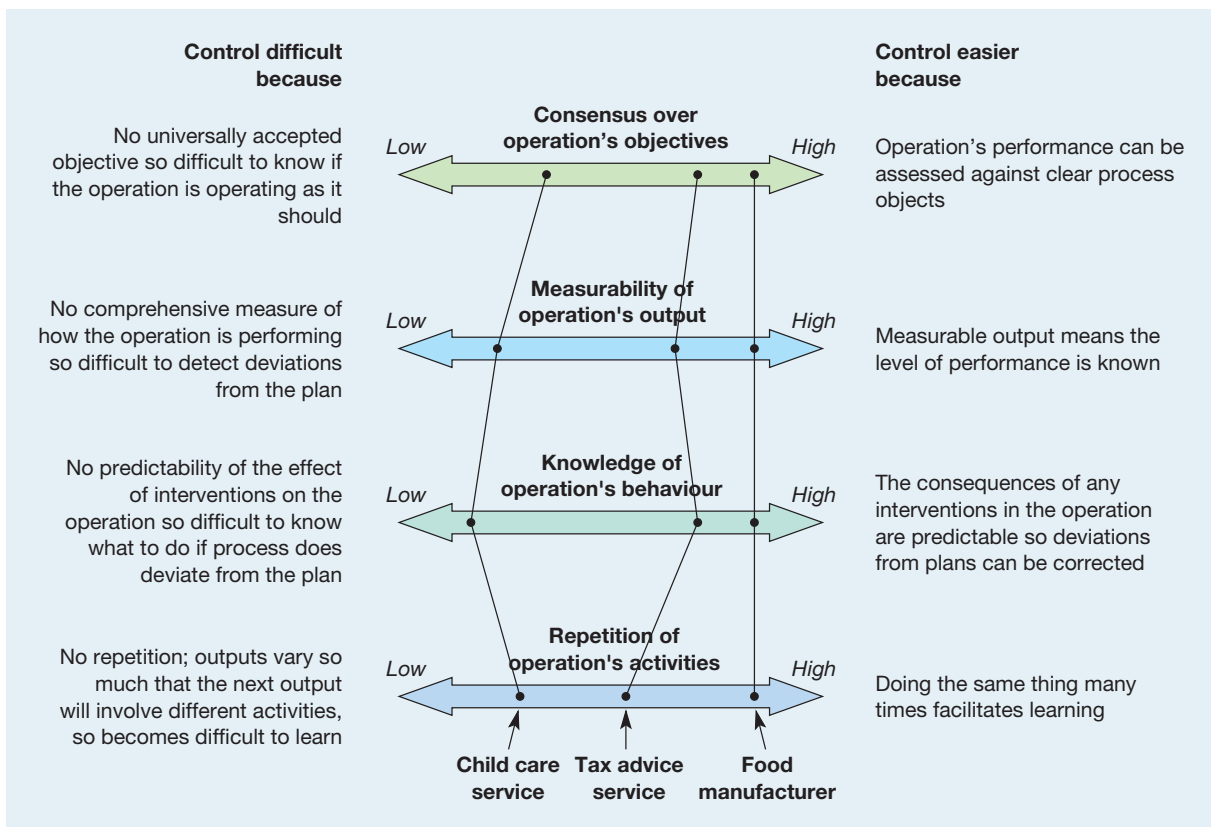 Control difficult
because
Control easier
because
No universally accepted
objective so difficult to know if
the operation is operating as it
should
Low
Consensus over
operation’s objectives
High
Operation’s performance can be
assessed against clear process
objects
No comprehensive measure of
how the operation is performing
so difficult to detect deviations
from the plan
Low
Measurability of
operation's output
High
Measurable output means the
level of performance is known
No predictability of the effect
of interventions on the
operation so difficult to know
what to do if process does
deviate from the plan
Low
Knowledge of
operation's behaviour
High
The consequences of any
interventions in the operation
are predictable so deviations
from plans can be corrected
No repetition; outputs vary so
much that the next output
will involve different activities,
so becomes difficult to learn
Low
Repetition of
operation's activities
High
Doing the same thing many
times facilitates learning
Child care
service
Tax advice
service
Food
manufacturer